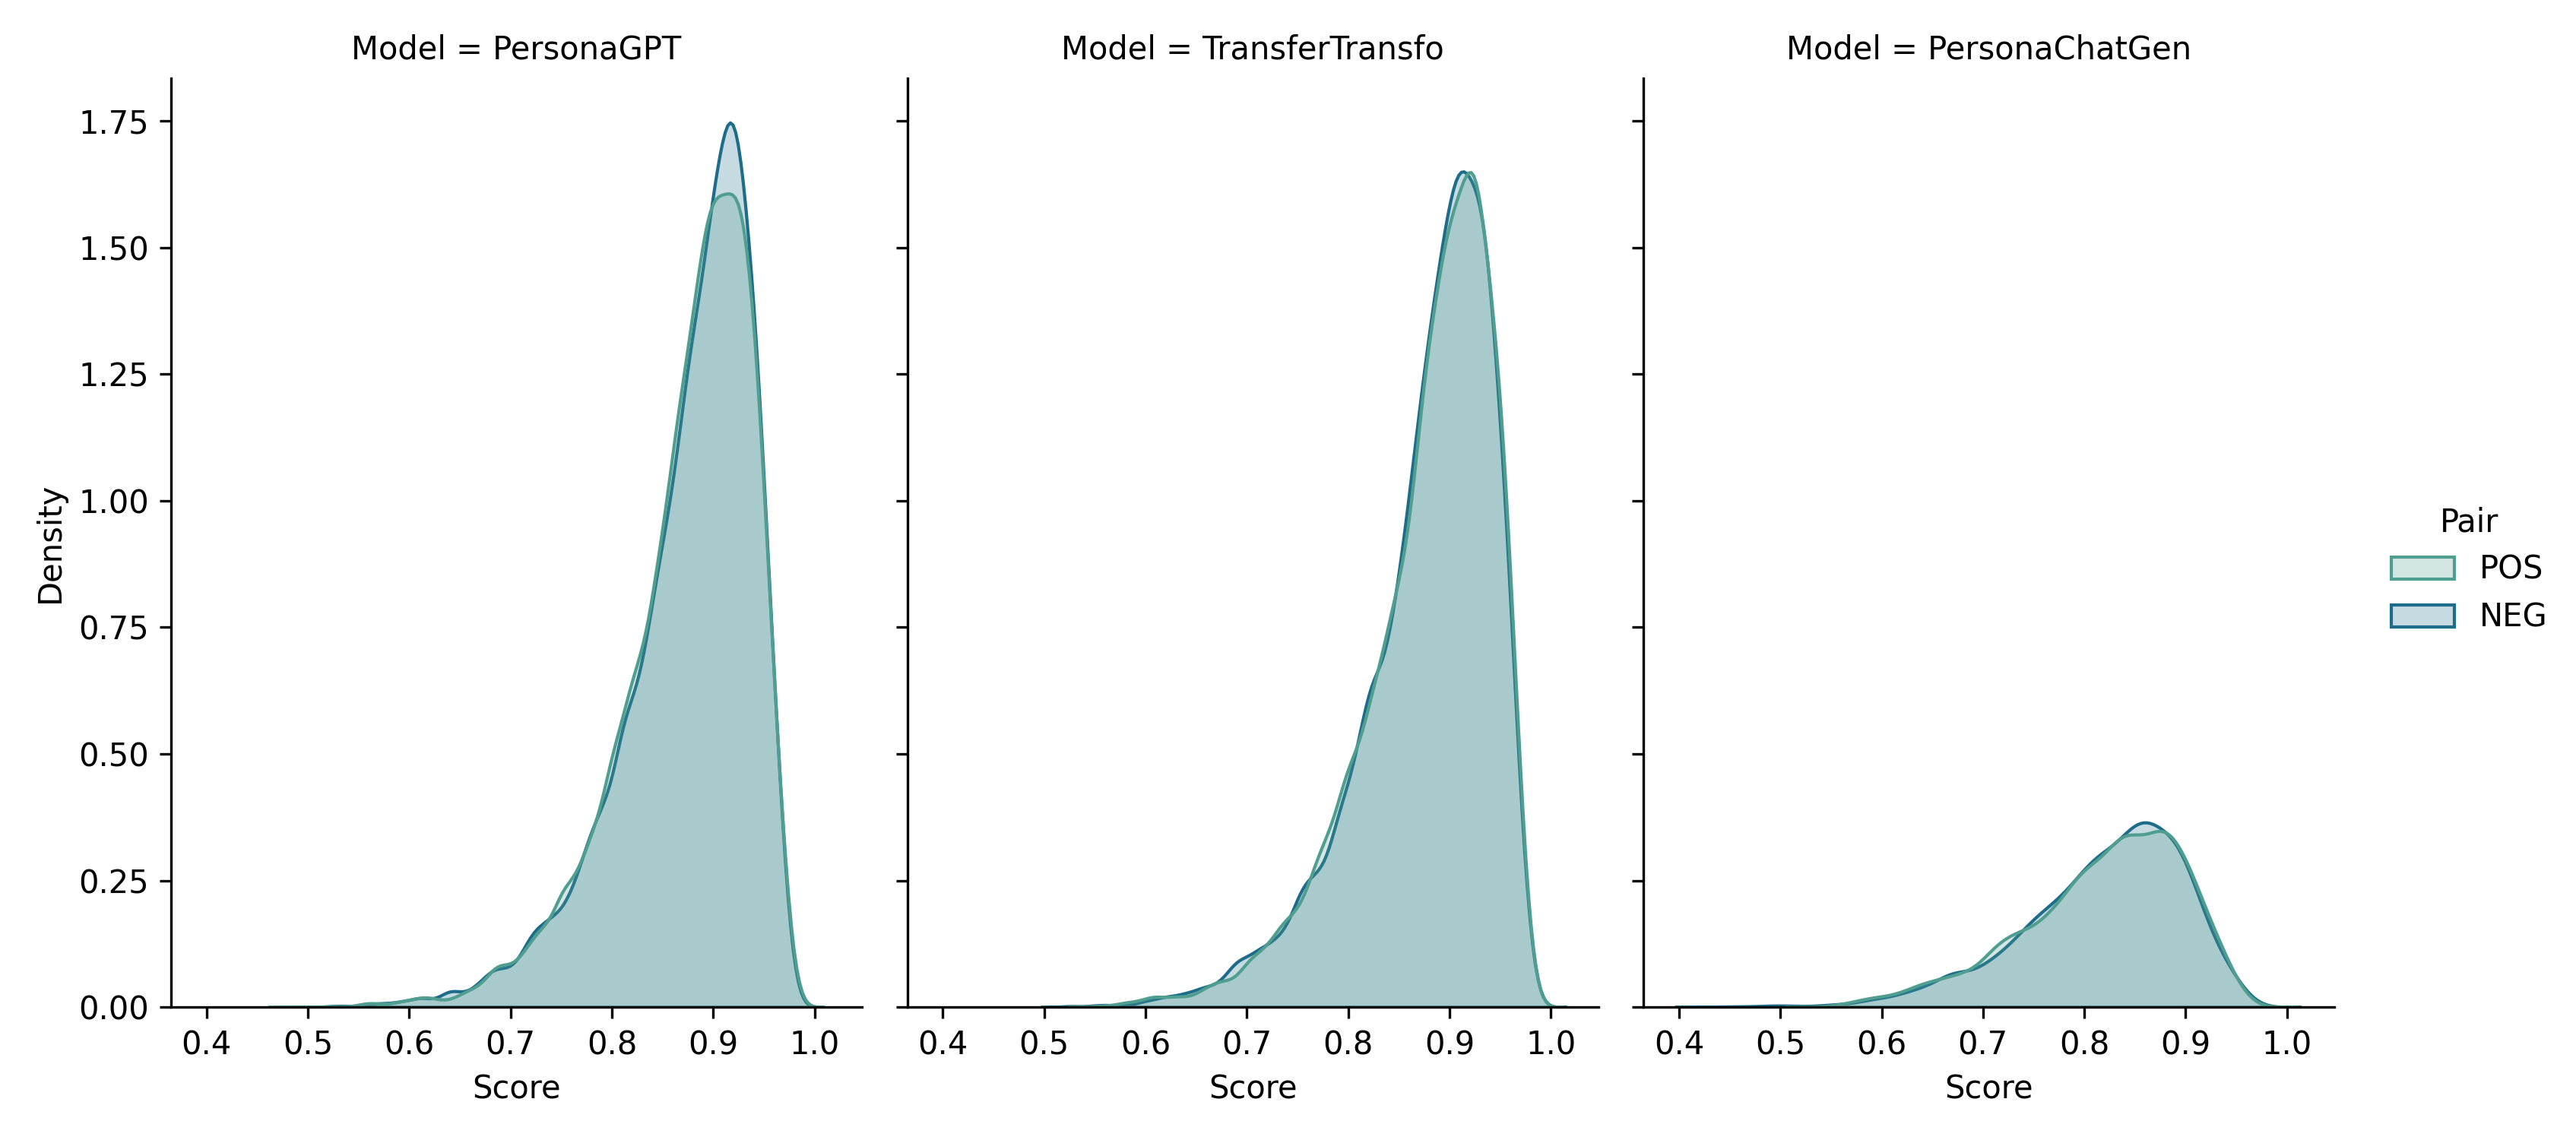 Model = PersonaGPT
Model = TransferTransfo
Model = PersonaChatGen
1.75
1.50
1.25
1.00
0.75
0.50
0.25
0.00
Density
0.4 0.5 0.6 0.7 0.8 0.9 1.0
0.4 0.5 0.6 0.7 0.8 0.9 1.0
0.4 0.5 0.6 0.7 0.8 0.9 1.0
Score
Score
Score
Pair
POS
NEG